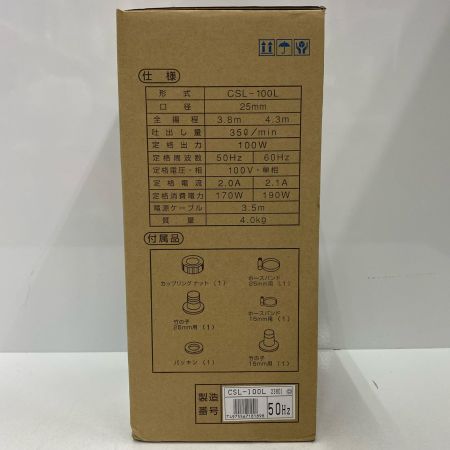 仕様
形式 CSL-100L
口径 25mm
全揚程 3.8m 4.3m
吐出し量 35ℓ/min
定格出力 100W
定格周波数 50Hz 60Hz
定格電圧・相 100V・単相
定格電流 2.0A 2.1A
定格消費電力 170W 190W
電源ケーブル 3.5m
質量 4.0kg
付属品
カップリングナット(1)
ホースバンド
25mm用(1)
竹の子
25mm用(1)
ホースバンド
15mm用(1)
パッキン(1)
竹の子
15mm用(1)
製造
番号
CSL-100L
50Hz